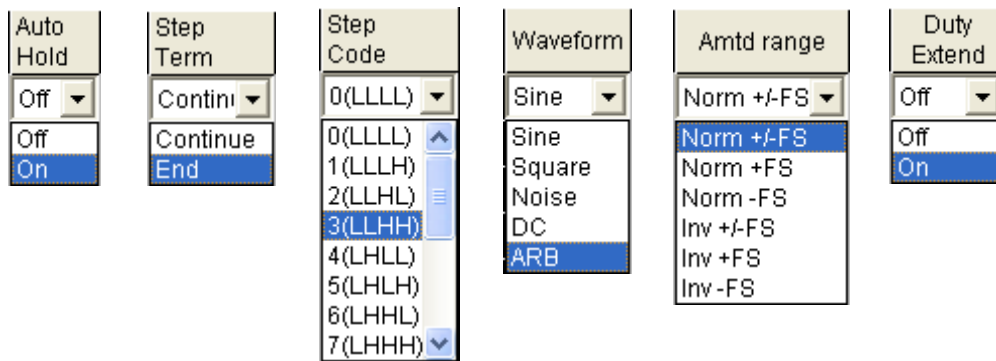 Auto
Hold
Off
Off
On
Step
Term
Contin
Continue
End
Step
Code
0(LLLL)
0(LLLL)
1(LLLH)
2(LLHL)
3(LLHH)
4(LHLL)
5(LHLH)
6(LHHL)
7(LHHH)
Waveform
Sine
Sine
Square
Noise
DC
ARB
Amtd range
Norm +/-FS
Norm +/-FS
Norm +FS
Norm -FS
Inv +/-FS
Inv +FS
Inv -FS
Duty
Extend
Off
Off
On